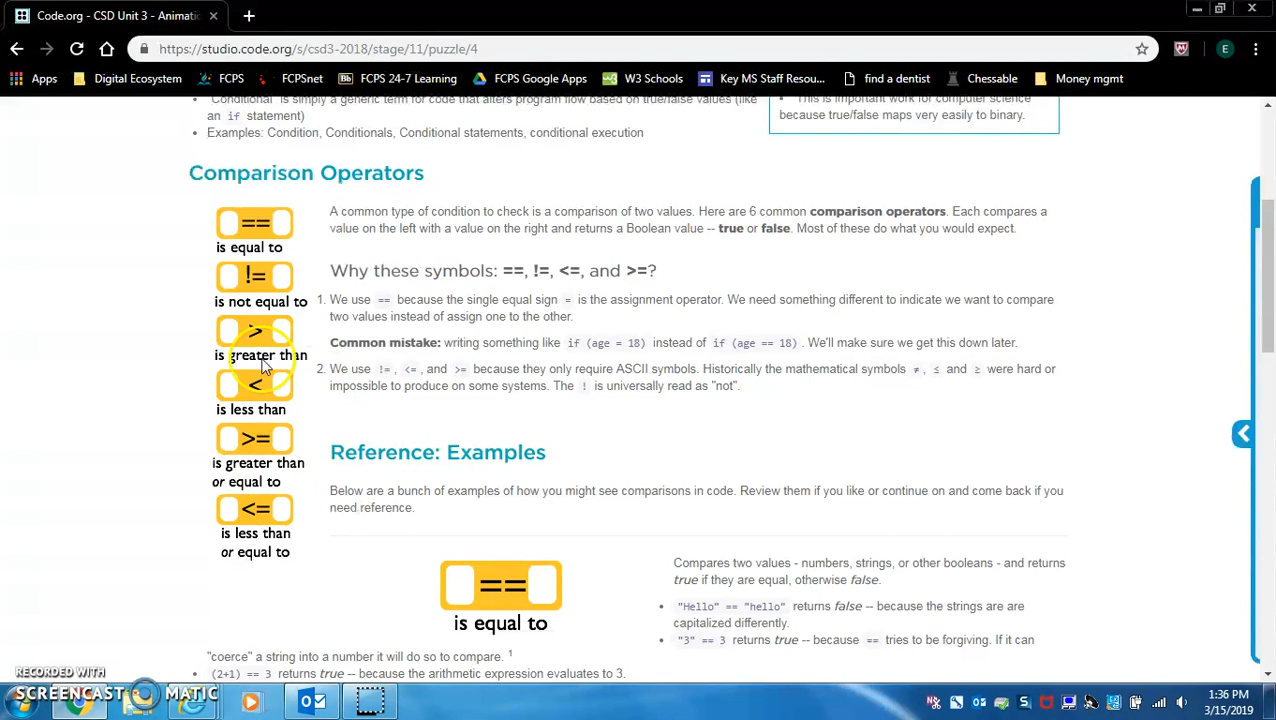 Code.org - CSD Unit 3 - Animatio
https://studio.code.org/s/csd3-2018/stage/11/puzzle/4
E
Apps Digital Ecosystem FCPS FCPSnet Bb FCPS 24-7 Learning FCPS Google Apps W3 Schools Key MS Staff Resou... find a dentist Chessable Money mgmt
"Conditional" is simply a generic term for code that alters program flow based on true/false values (like
an if statement)
Examples: Condition, Conditionals, Conditional statements, conditional execution
This is important work for computer science
because true/false maps very easily to binary.
Comparison Operators
==
is equal to
!=
is not equal to
>
is greater than
<
is less than
>=
is greater than
or equal to
<=
is less than
or equal to
A common type of condition to check is a comparison of two values. Here are 6 common comparison operators. Each compares a
value on the left with a value on the right and returns a Boolean value -- true or false. Most of these do what you would expect.
Why these symbols: ==, !=, <=, and >=?
1. We use == because the single equal sign = is the assignment operator. We need something different to indicate we want to compare
two values instead of assign one to the other.
Common mistake: writing something like if (age = 18) instead of if (age == 18). We'll make sure we get this down later.
2. We use !=, <=, and >= because they only require ASCII symbols. Historically the mathematical symbols ≠, ≤ and ≥ were hard or
impossible to produce on some systems. The ! is universally read as "not".
Reference: Examples
Below are a bunch of examples of how you might see comparisons in code. Review them if you like or continue on and come back if you
need reference.
==
is equal to
Compares two values - numbers, strings, or other booleans - and returns
true if they are equal, otherwise false.
"Hello" == "hello" returns false -- because the strings are are
capitalized differently.
"3" == 3 returns true -- because == tries to be forgiving. If it can
"coerce" a string into a number it will do so to compare. 1
(2+1) == 3 returns true -- because the arithmetic expression evaluates to 3.
RECORDED WITH
SCREENCAST MATIC
1:36 PM
3/15/2019